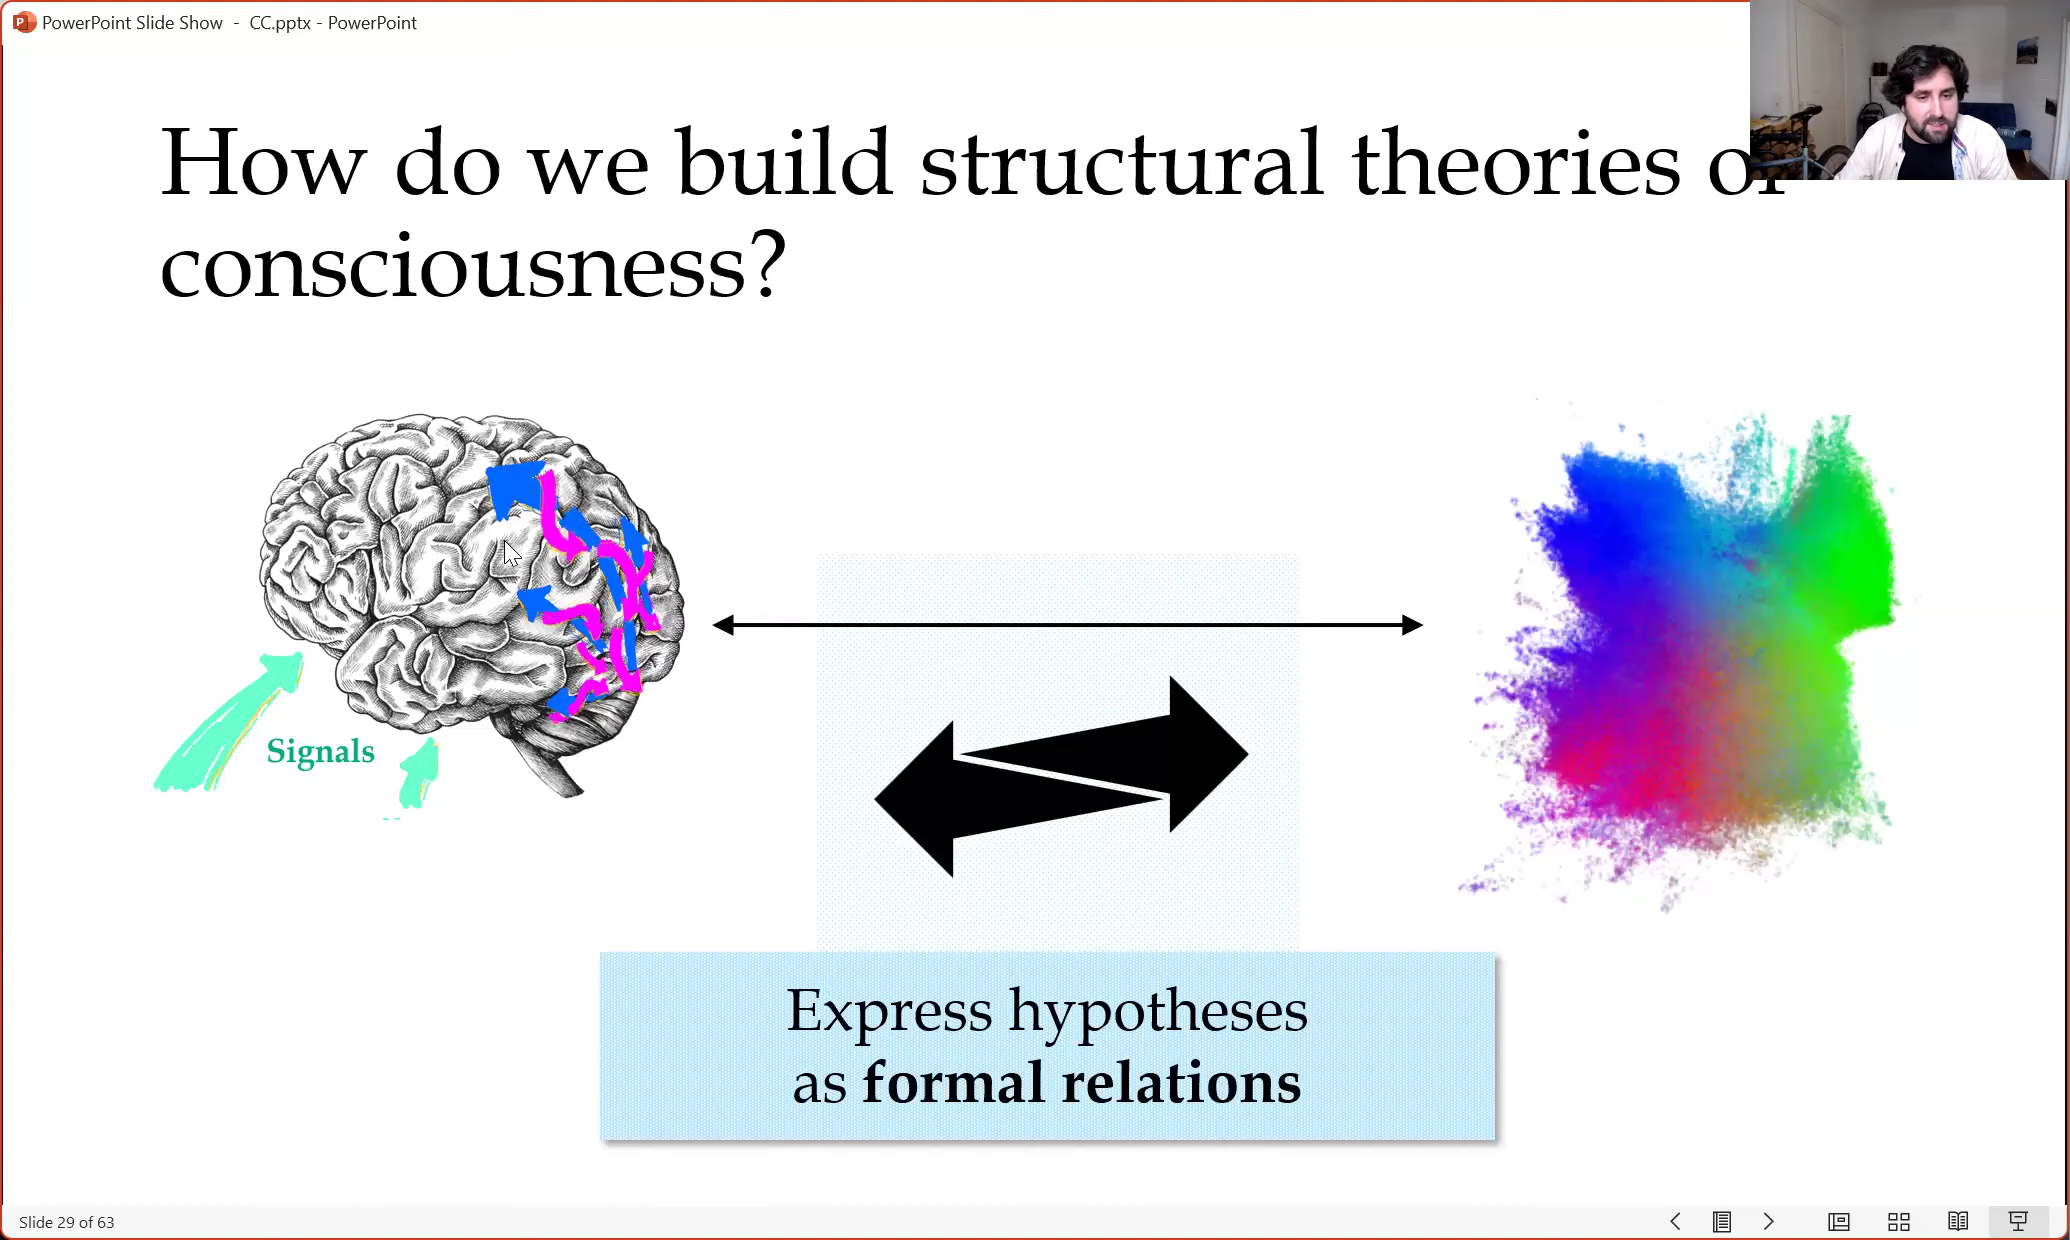 PowerPoint Slide Show - CC.pptx - PowerPoint
How do we build structural theories of
consciousness?
Signals
Express hypotheses
as formal relations
Slide 29 of 63